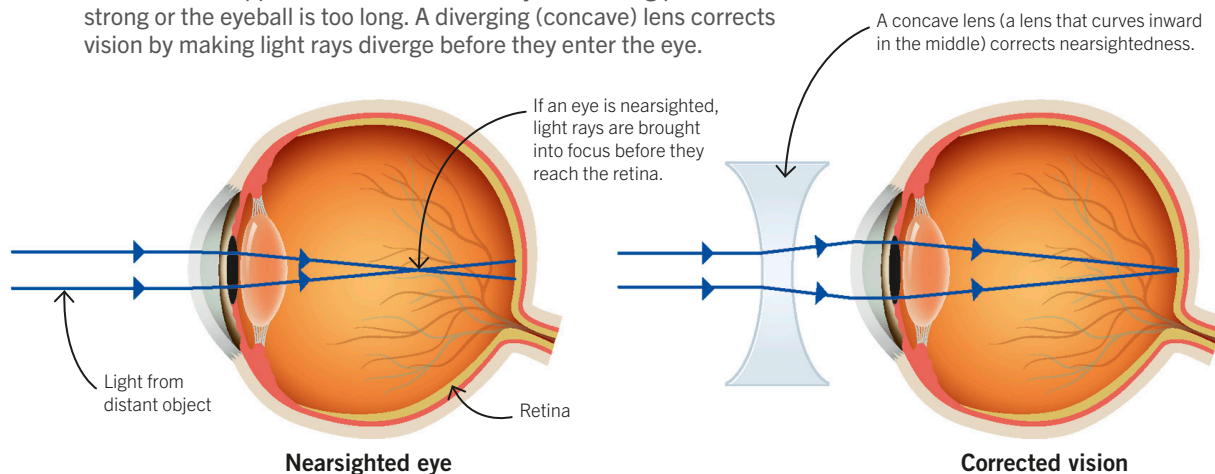 strong or the eyeball is too long. A diverging (concave) lens corrects
vision by making light rays diverge before they enter the eye.
A concave lens (a lens that curves inward
in the middle) corrects nearsightedness.
If an eye is nearsighted,
light rays are brought
into focus before they
reach the retina.
Light from
distant object
Retina
Nearsighted eye
Corrected vision